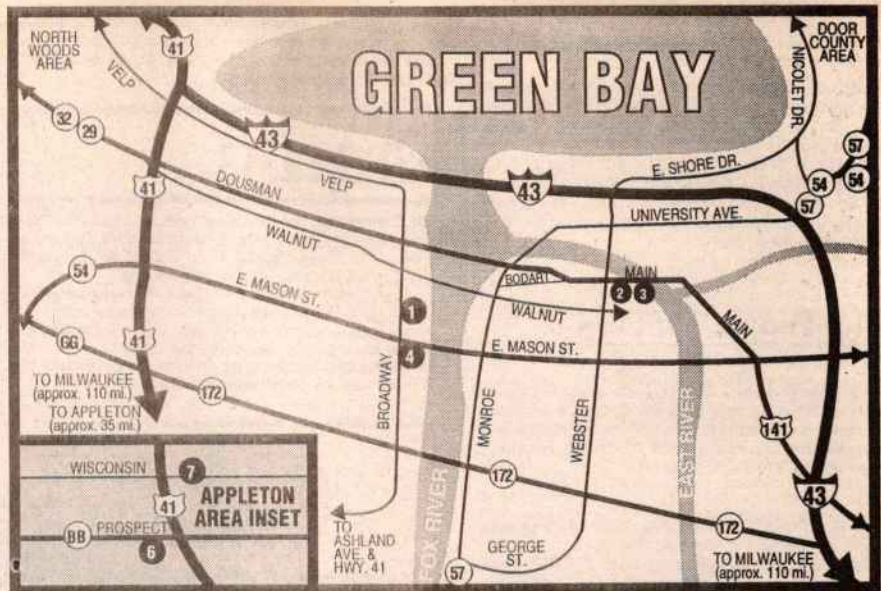 NORTH
WOODS
AREA
41
VELP
GREEN BAY
DOOR
COUNTY
AREA
NICOLET DR.
32
29
43
57
54
54
57
41
DOUSMAN
VELP
43
E. SHORE DR.
UNIVERSITY AVE.
WALNUT
BODART
MAIN
2
3
54
E. MASON ST.
1
WALNUT
MAIN
GG
41
4
E. MASON ST.
TO MILWAUKEE
(approx. 110 mi.)
TO APPLETON
(approx. 35 mi.)
172
BROADWAY
MONROE
WEBSTER
EAST RIVER
141
FOX RIVER
172
43
172
WISCONSIN
7
41
APPLETON
AREA INSET
BB
PROSPECT
6
TO
ASHLAND
AVE. &
HWY. 41
57
GEORGE
ST.
TO MILWAUKEE
(approx. 110 mi.)